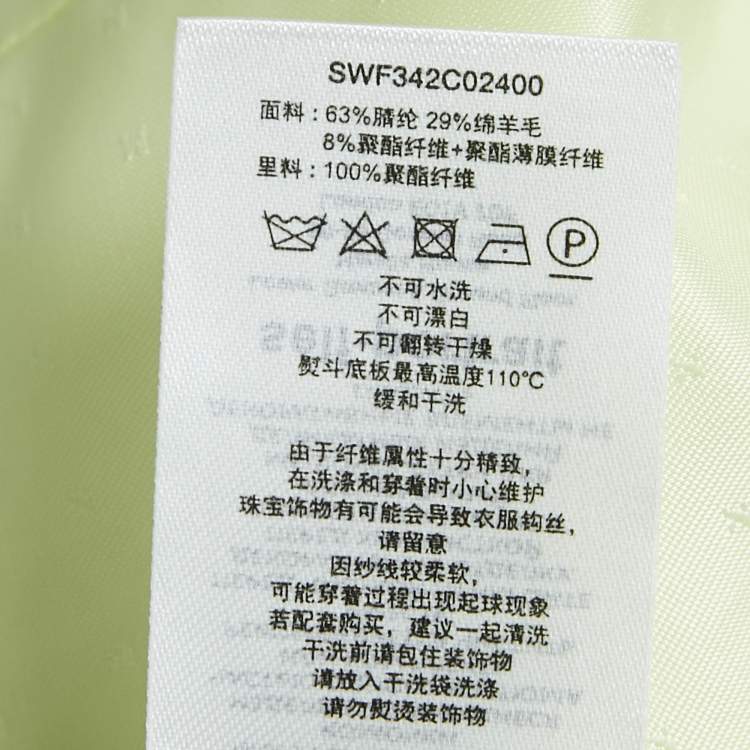 SWF342C02400
面料：63%腈纶 29%绵羊毛
8%聚酯纤维+聚酯薄膜纤维
里料：100%聚酯纤维
P
不可水洗
不可漂白
不可翻转干燥
熨斗底板最高温度110℃
缓和干洗
由于纤维属性十分精致，
在洗涤和穿着时小心维护
珠宝饰物有可能会导致衣服钩丝，
请留意
因纱线较柔软，
可能穿着过程出现起球现象
若配套购买，建议一起清洗
干洗前请包住装饰物
请放入干洗袋洗涤
请勿熨烫装饰物